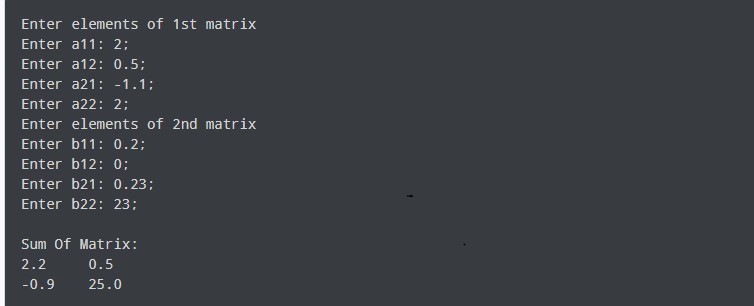 Enter elements of 1st matrix
Enter a11: 2;
Enter a12: 0.5;
Enter a21: -1.1;
Enter a22: 2;
Enter elements of 2nd matrix
Enter b11: 0.2;
Enter b12: 0;
Enter b21: 0.23;
Enter b22: 23;
Sum Of Matrix:
2.2 0.5
-0.9 25.0